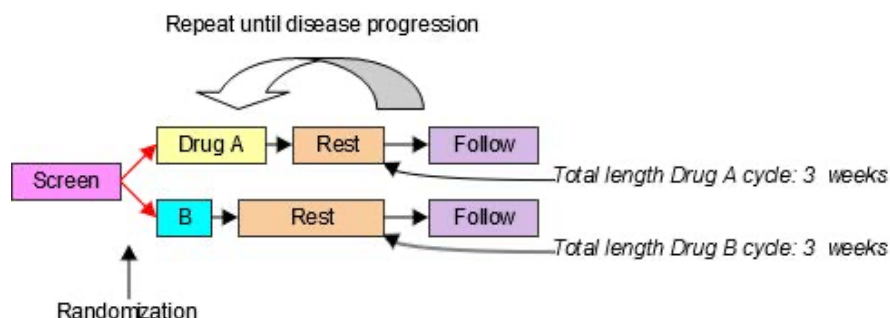 Repeat until disease progression
Drug A
Rest
Follow
Screen
Total length Drug A cycle: 3 weeks
B
Rest
Follow
Total length Drug B cycle: 3 weeks
Randomization